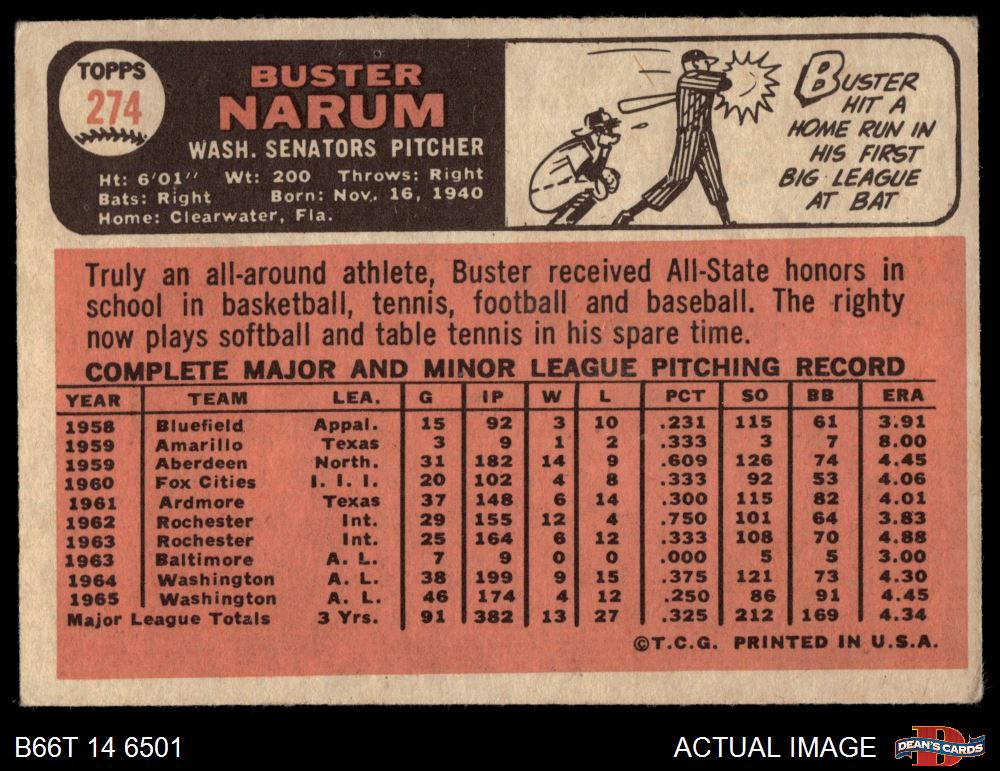 TOPPS
274
BUSTER
NARUM
WASH. SENATORS PITCHER
Ht: 6'01" Wt: 200 Throws: Right
Bats: Right Born: Nov. 16, 1940
Home: Clearwater, Fla.
BUSTER
HIT A
HOME RUN IN
HIS FIRST
BIG LEAGUE
AT BAT
Truly an all-around athlete, Buster received All-State honors in
school in basketball, tennis, football and baseball. The righty
now plays softball and table tennis in his spare time.
COMPLETE MAJOR AND MINOR LEAGUE PITCHING RECORD
YEAR TEAM LEA. G IP W L PCT SO BB ERA
1958 Bluefield Appal. 15 92 3 10 .231 115 61 3.91
1959 Amarillo Texas 3 9 1 2 .333 3 7 8.00
1959 Aberdeen North. 31 182 14 9 .609 126 74 4.45
1960 Fox Cities I. I. I. 20 102 4 8 .333 92 53 4.06
1961 Ardmore Texas 37 148 6 14 .300 115 82 4.01
1962 Rochester Int. 29 155 12 4 .750 101 64 3.83
1963 Rochester Int. 25 164 6 12 .333 108 70 4.88
1963 Baltimore A. L. 7 9 0 0 .000 5 5 3.00
1964 Washington A. L. 38 199 9 15 .375 121 73 4.30
1965 Washington A. L. 46 174 4 12 .250 86 91 4.45
Major League Totals 3 Yrs. 91 382 13 27 .325 212 169 4.34
©T.C.G. PRINTED IN U.S.A.
B66T 14 6501
ACTUAL IMAGE
DEAN'S CARDS